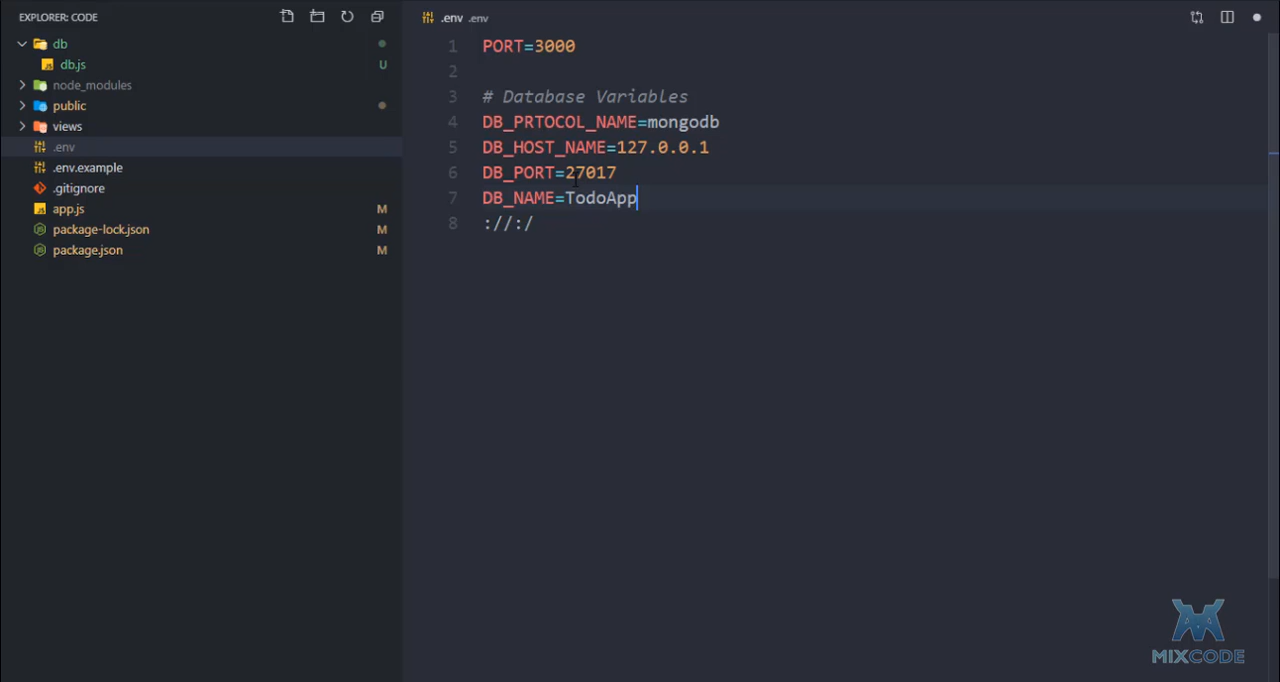 EXPLORER: CODE
db
db.js U
node_modules
public
views
.env
.env.example
.gitignore
app.js M
package-lock.json M
package.json M
.env .env
1 PORT=3000
2
3 # Database Variables
4 DB_PRTOCOL_NAME=mongodb
5 DB_HOST_NAME=127.0.0.1
6 DB_PORT=27017
7 DB_NAME=TodoApp
8 ://:/
MIXCODE